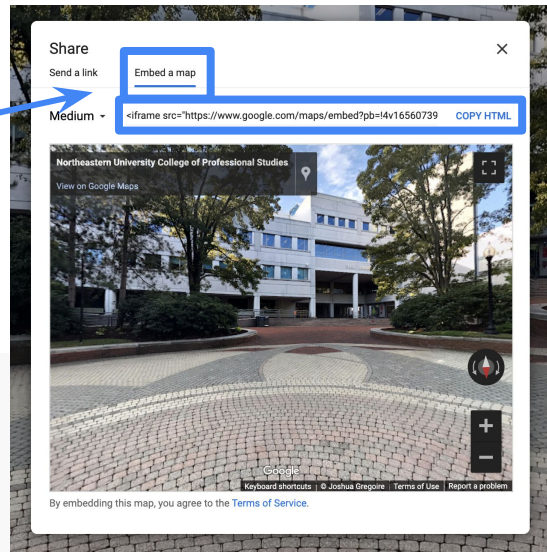 Share
Send a link
Embed a map
Medium
<iframe src="https://www.google.com/maps/embed?pb=!4v16560739
COPY HTML
Northeastern University College of Professional Studies
View on Google Maps
Google
Keyboard shortcuts
© Joshua Gregoire
Terms of Use
Report a problem
By embedding this map, you agree to the Terms of Service.